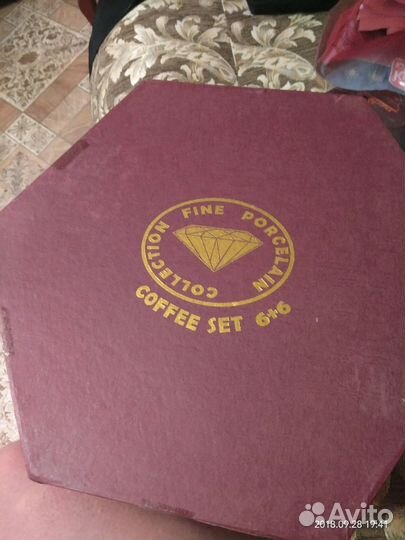 FINE PORCELAIN COLLECTION
COFFEE SET 6+6
Avito
2018.09.28 19:41